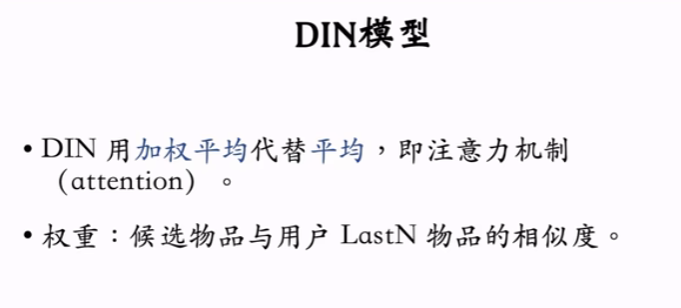 DIN模型
• DIN 用加权平均代替平均，即注意力机制
（attention）。
• 权重：候选物品与用户 LastN 物品的相似度。